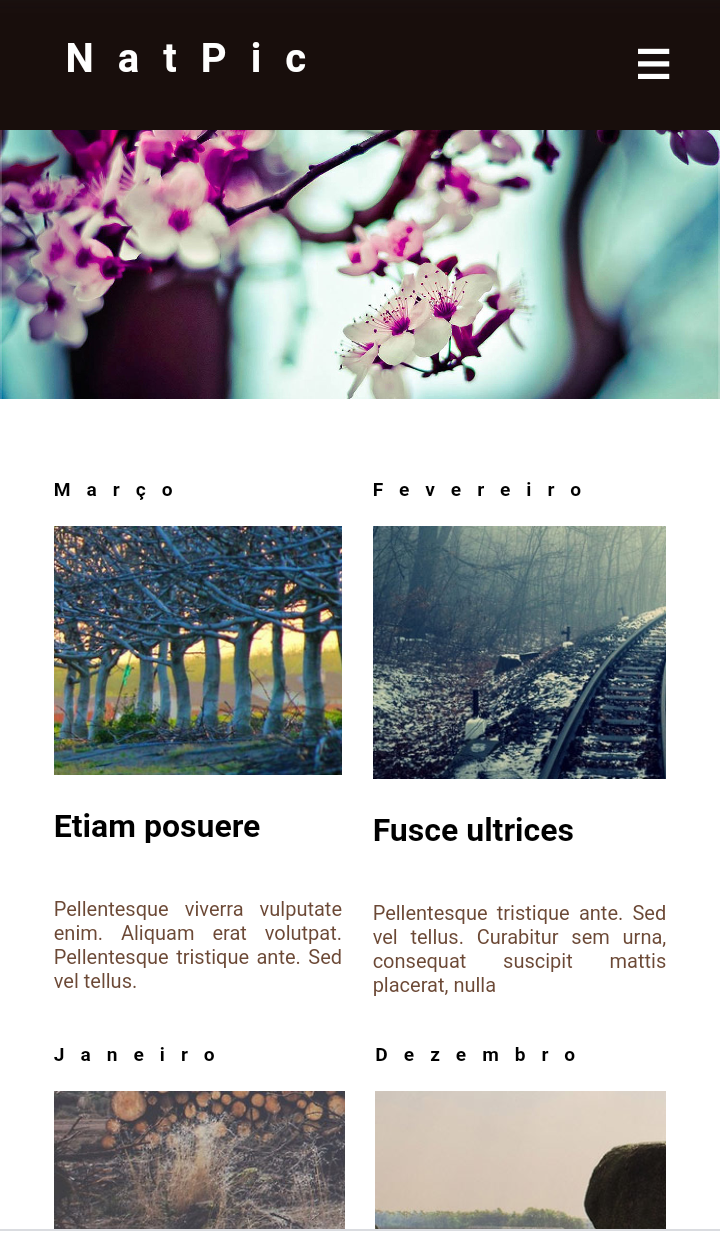 NatPic
Março
Fevereiro
Etiam posuere
Fusce ultrices
Pellentesque viverra vulputate
enim. Aliquam erat volutpat.
Pellentesque tristique ante. Sed
vel tellus.
Pellentesque tristique ante. Sed
vel tellus. Curabitur sem urna,
consequat suscipit mattis
placerat, nulla
Janeiro
Dezembro